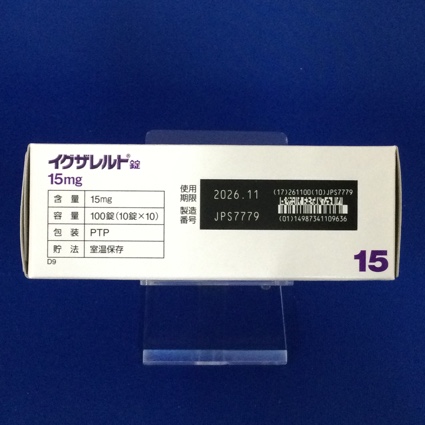 イグザレルト®錠
15mg
含量 15mg
容量 100錠(10錠×10)
包装 PTP
貯法 室温保存
D9
使用期限 2026.11
製造番号 JPS7779
(17)261100(10)JPS7779
(01)14987341109636
15